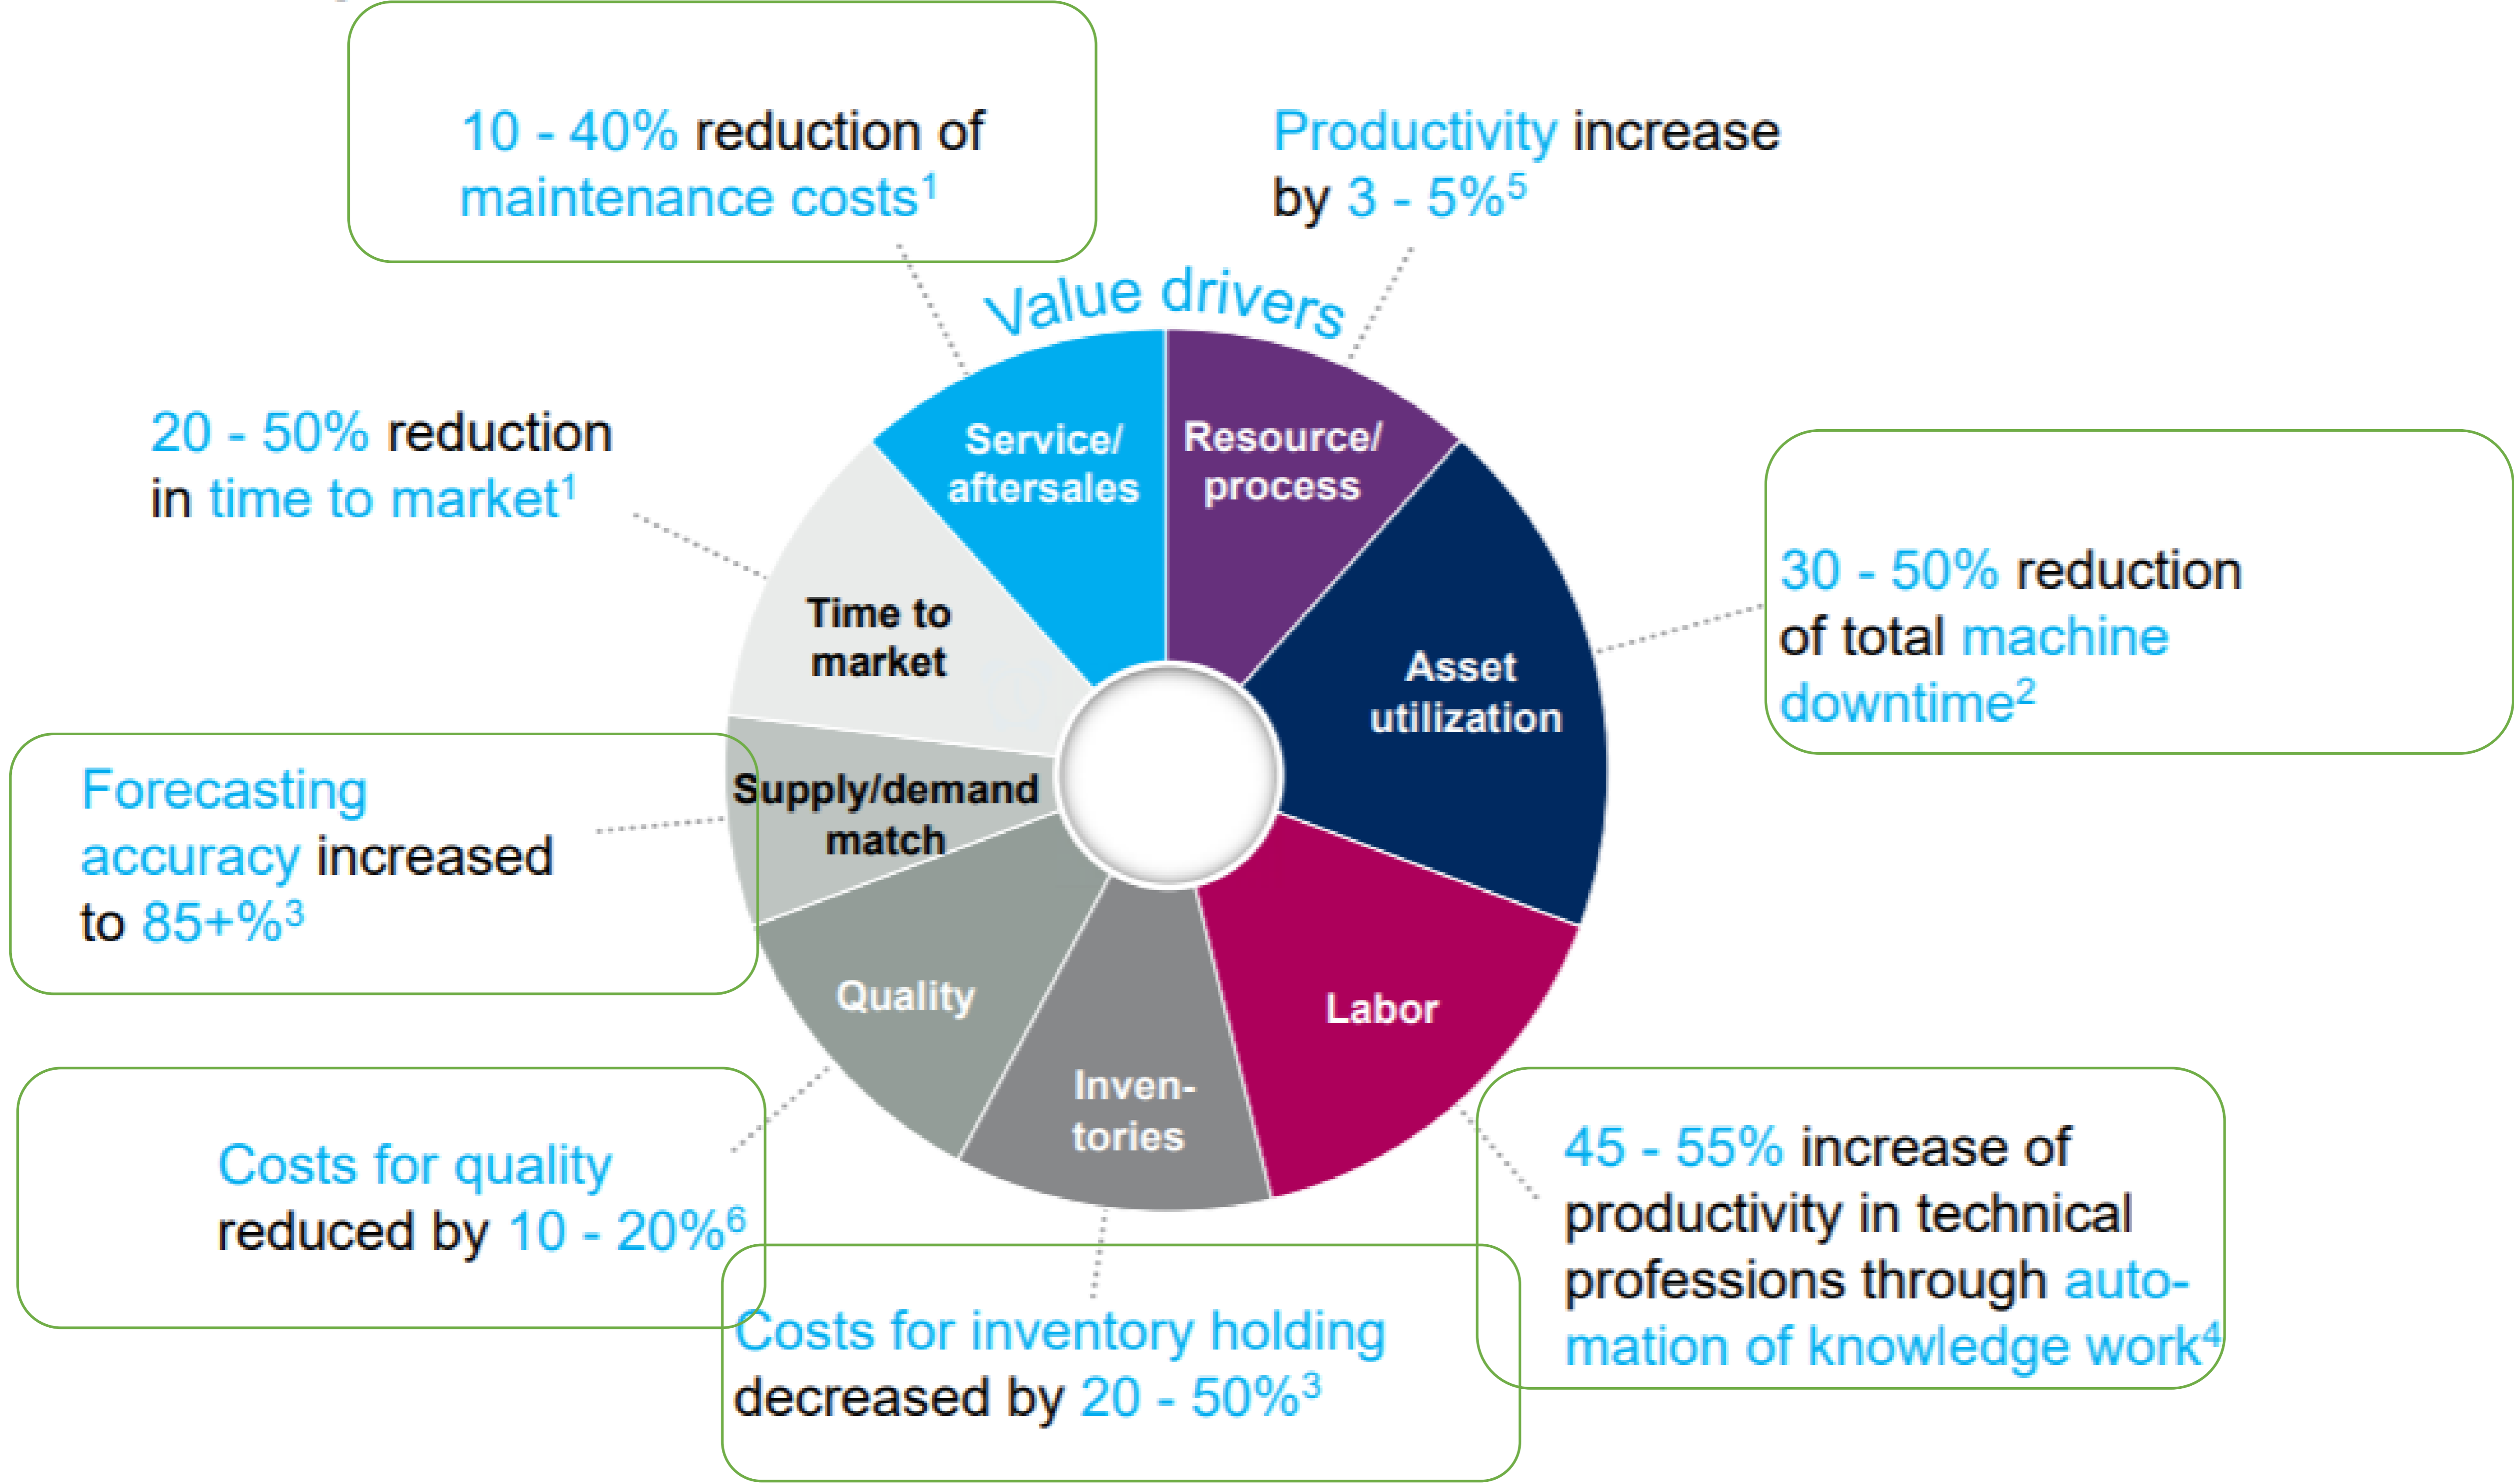 10 - 40% reduction of
maintenance costs¹
Productivity increase
by 3 - 5%⁵
Value drivers
20 - 50% reduction
in time to market¹
Service/
aftersales
Resource/
process
30 - 50% reduction
of total machine
downtime²
Time to
market
Asset
utilization
Forecasting
accuracy increased
to 85+%³
Supply/demand
match
Quality
Labor
Inven-
tories
Costs for quality
reduced by 10 - 20%⁶
45 - 55% increase of
productivity in technical
professions through auto-
mation of knowledge work⁴
Costs for inventory holding
decreased by 20 - 50%³